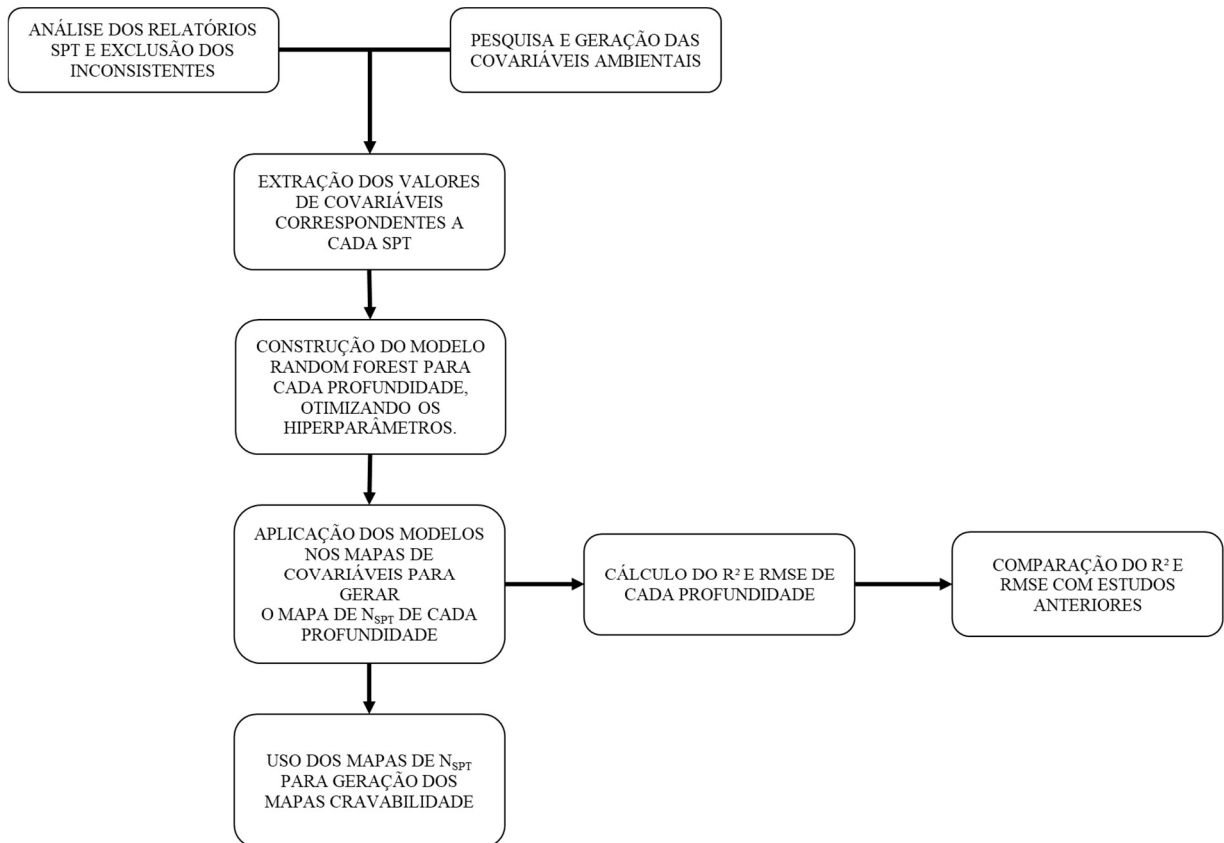 ANÁLISE DOS RELATÓRIOS
SPT E EXCLUSÃO DOS
INCONSISTENTES
PESQUISA E GERAÇÃO DAS
COVARIÁVEIS AMBIENTAIS
EXTRAÇÃO DOS VALORES
DE COVARIÁVEIS
CORRESPONDENTES A
CADA SPT
CONSTRUÇÃO DO MODELO
RANDOM FOREST PARA
CADA PROFUNDIDADE,
OTIMIZANDO OS
HIPERPARÂMETROS.
APLICAÇÃO DOS MODELOS
NOS MAPAS DE
COVARIÁVEIS PARA
GERAR
O MAPA DE NSPT DE CADA
PROFUNDIDADE
CÁLCULO DO R² E RMSE DE
CADA PROFUNDIDADE
COMPARAÇÃO DO R² E
RMSE COM ESTUDOS
ANTERIORES
USO DOS MAPAS DE NSPT
PARA GERAÇÃO DOS
MAPAS CRAVABILIDADE